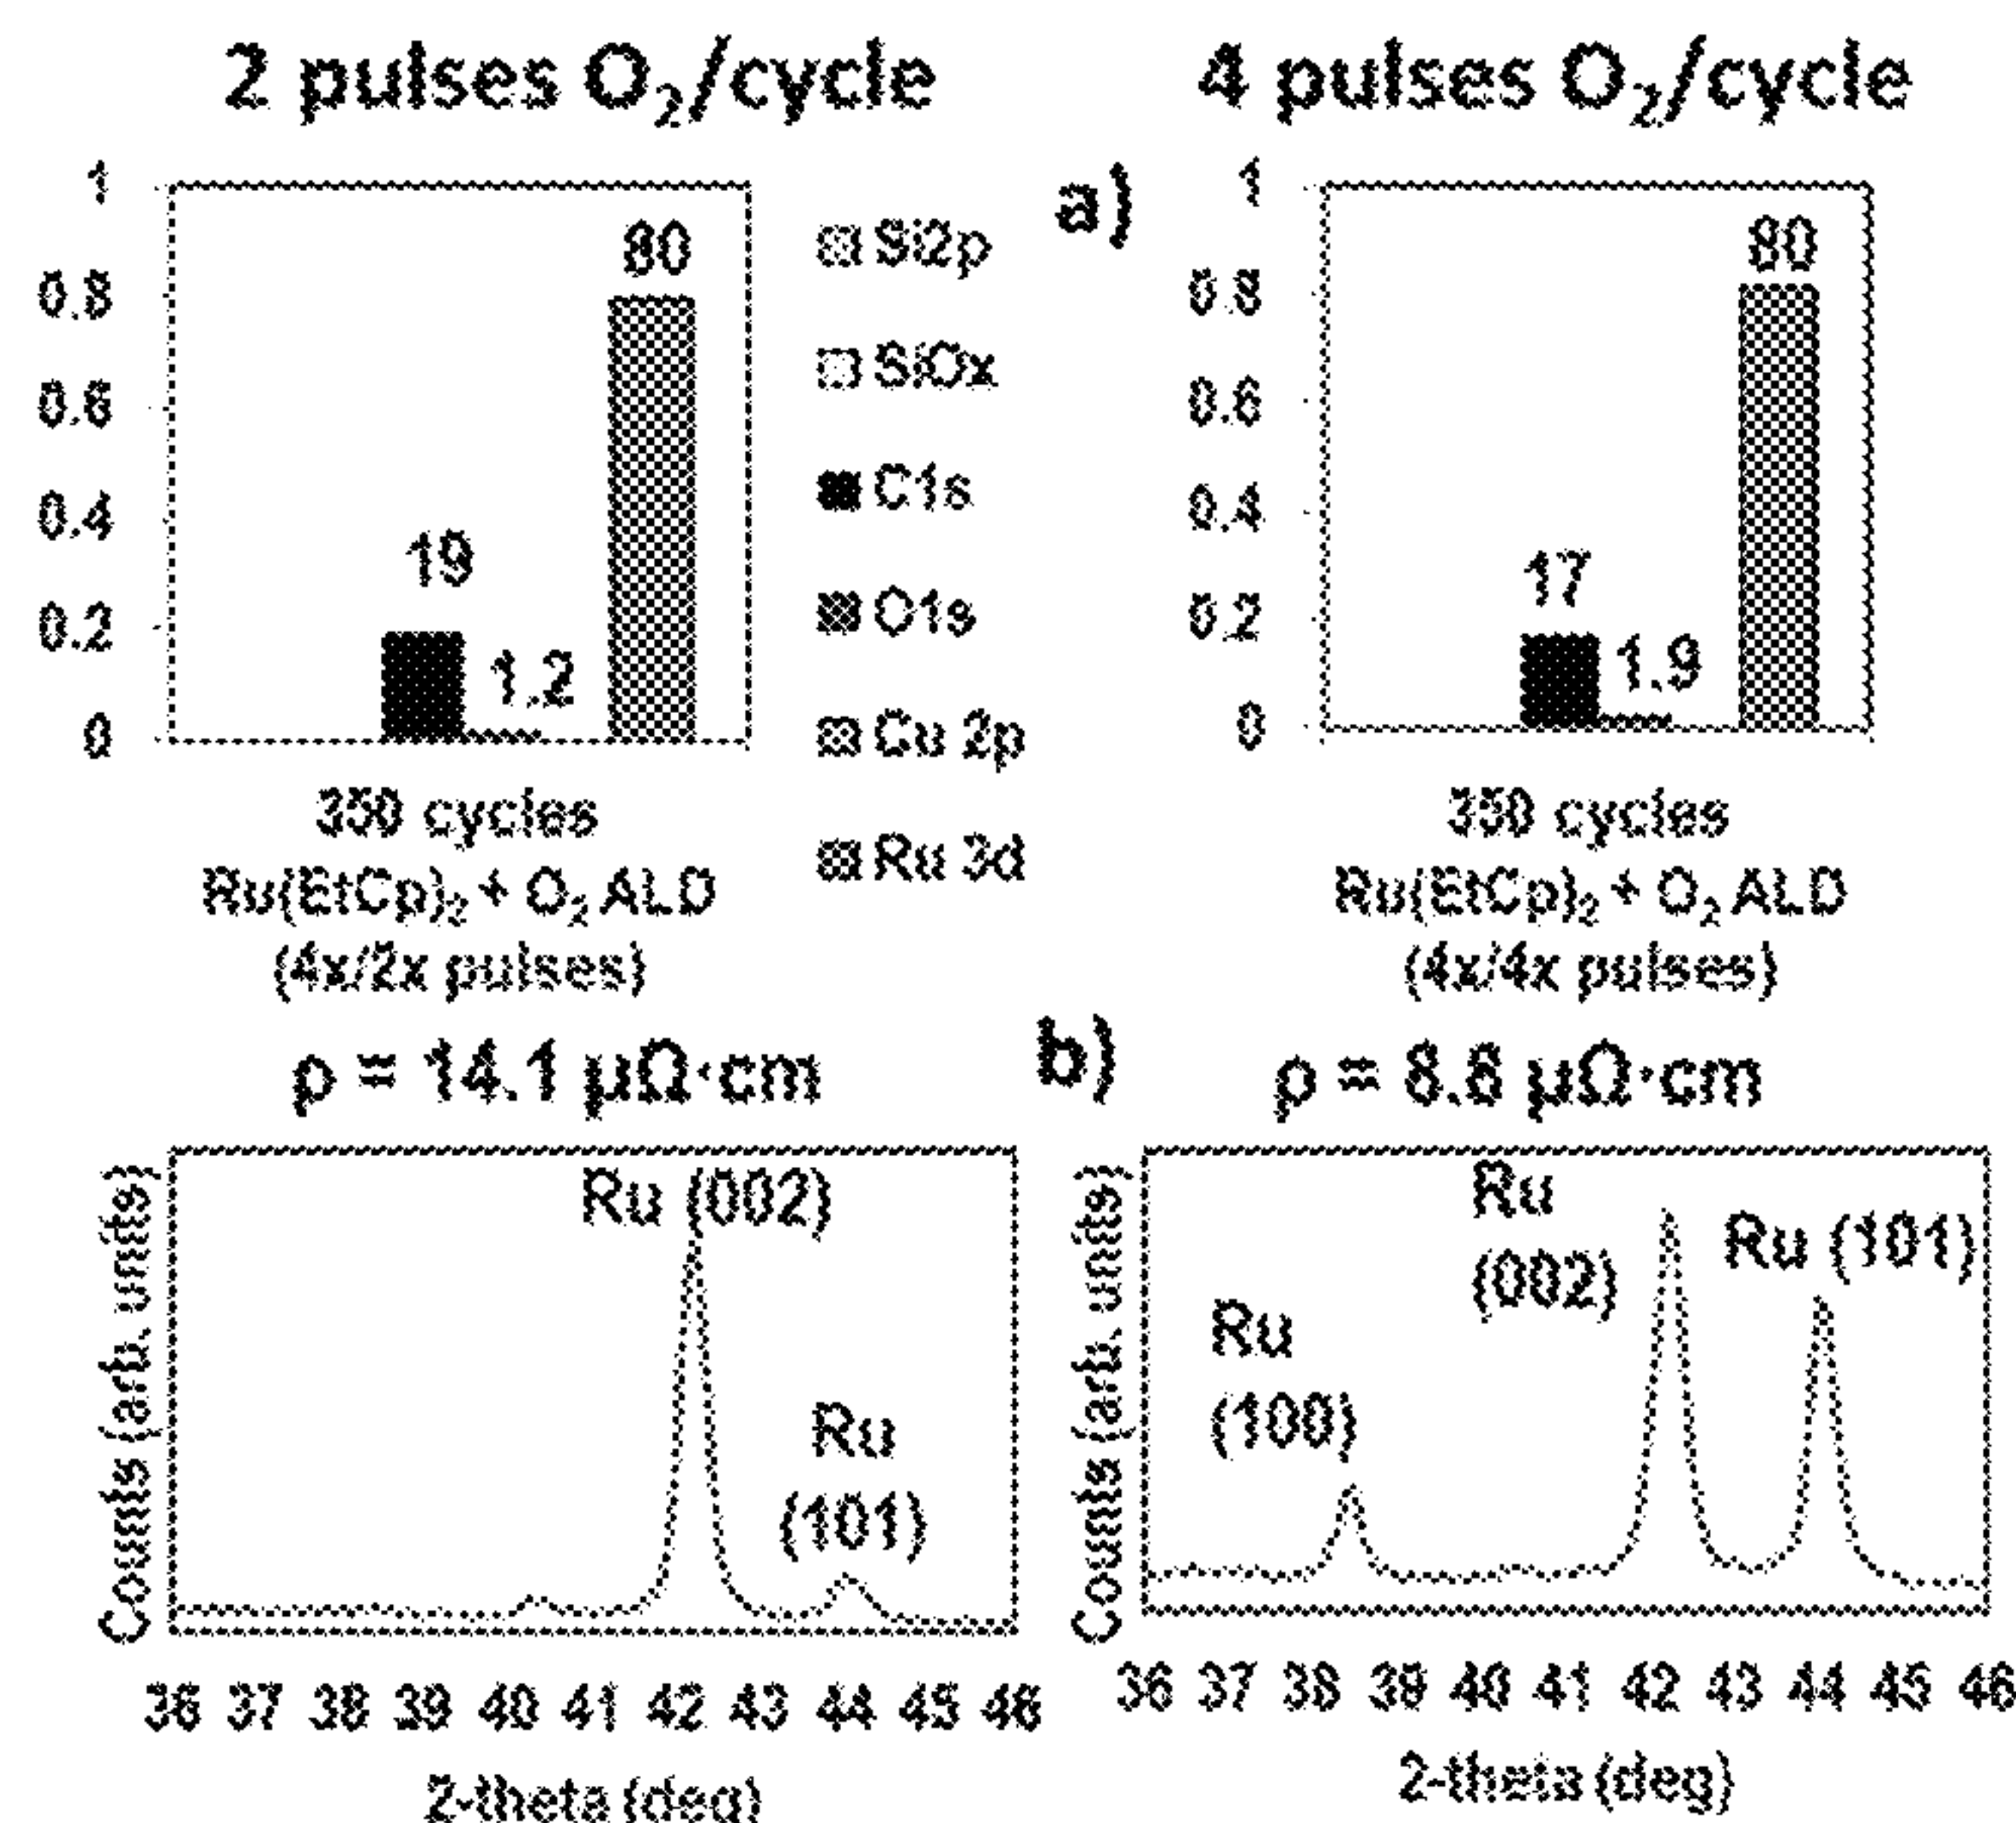 2 pulses O₂/cycle
4 pulses O₂/cycle
a)
1
0.8
0.6
0.4
0.2
0
80
19
1.2
350 cycles
Ru(EtCp)₂ + O₂ ALD
(4x/2x pulses)
Si2p
SiOx
C1s
O1s
Cu 2p
Ru 3d
1
0.8
0.6
0.4
0.2
0
80
17
1.9
350 cycles
Ru(EtCp)₂ + O₂ ALD
(4x/4x pulses)
b)
ρ = 14.1 μΩ·cm
Counts (arb. units)
Ru (002)
Ru
(101)
36 37 38 39 40 41 42 43 44 45 46
2-theta (deg)
μΩ·cm
Counts (arb. units)
Ru
(100)
Ru
(002)
Ru (101)
36 37 38 39 40 41 42 43 44 45 46
2-theta (deg)